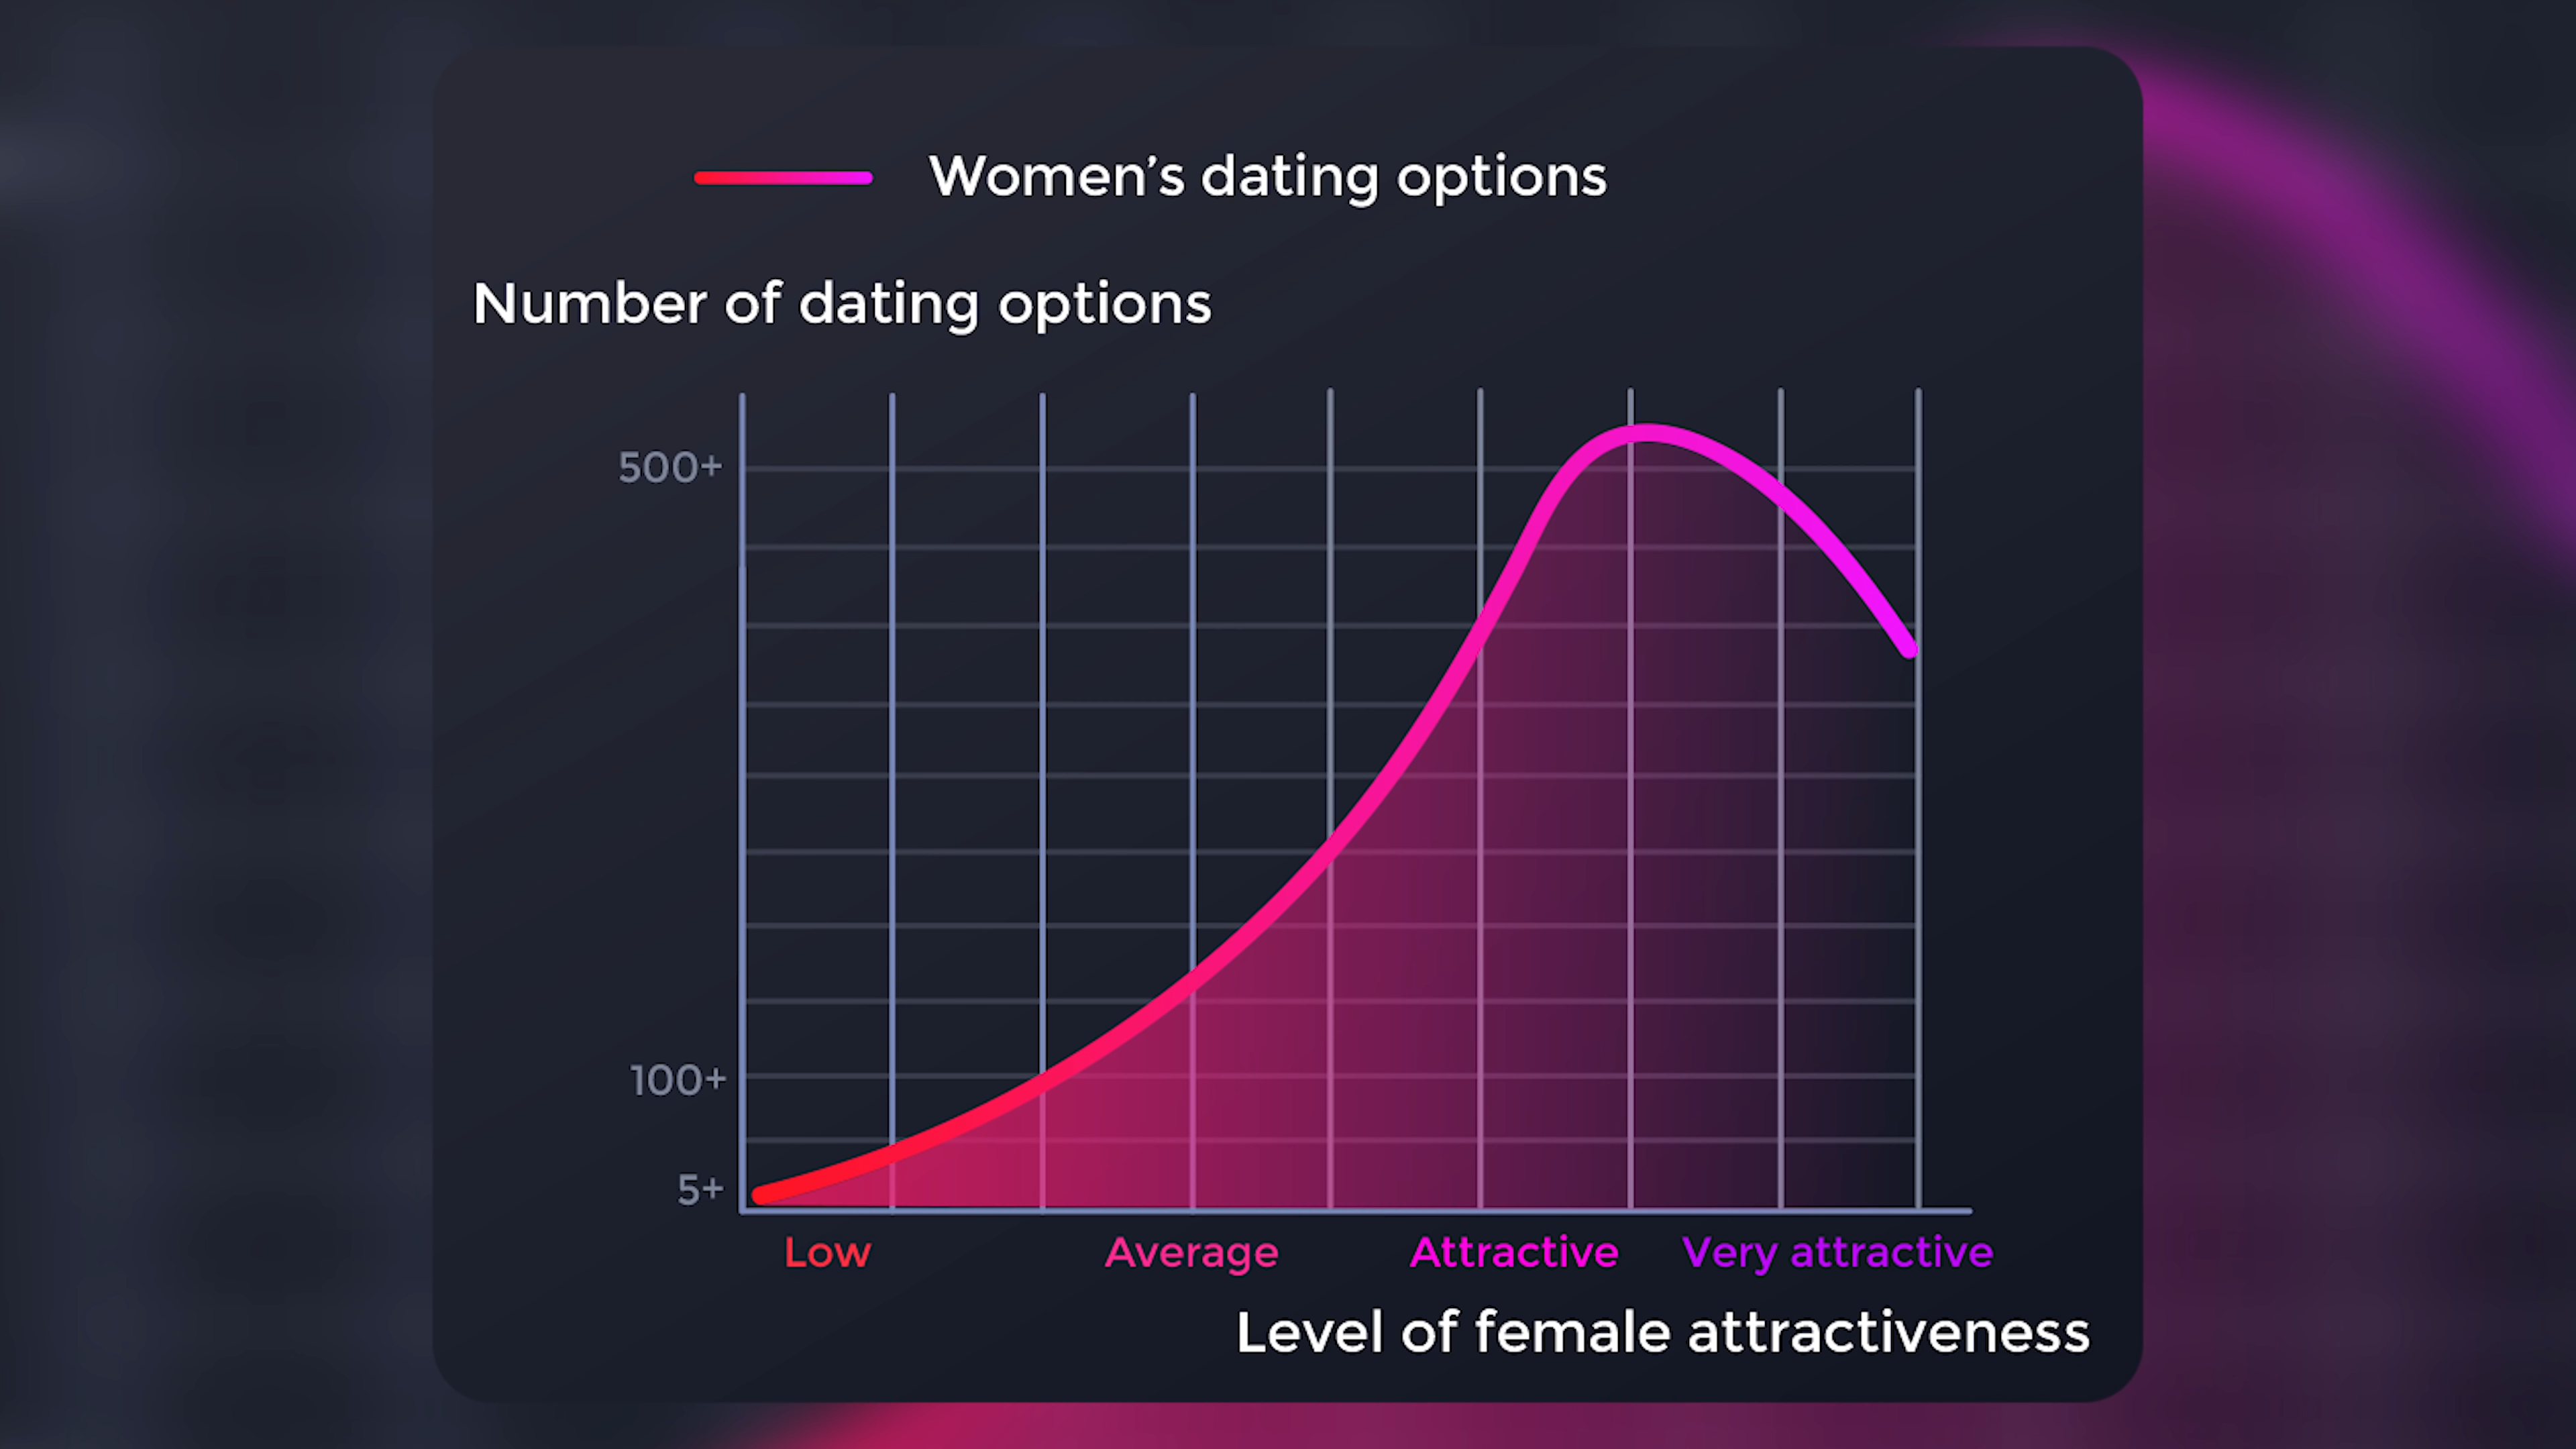 Women’s dating options
Number of dating options
500+
100+
5+
Low Average Attractive Very attractive
Level of female attractiveness